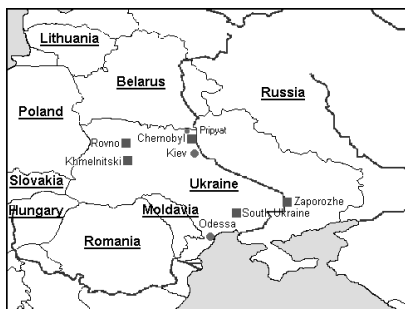 Lithuania
Belarus
Russia
Poland
Pripyat
Chernobyl
Rovno
Kiev
Khmelnitski
Slovakia
Ukraine
Hungary
Moldavia
Zaporozhe
South Ukraine
Odessa
Romania